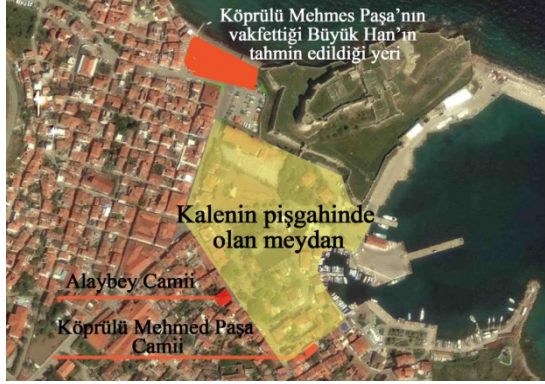 Köprülü Mehmes Paşa'nın
vakfettiği Büyük Han'ın
tahmin edildiği yeri
Kalenin pişgahinde
olan meydan
Alaybey Camii
Köprülü Mehmed Paşa
Camii